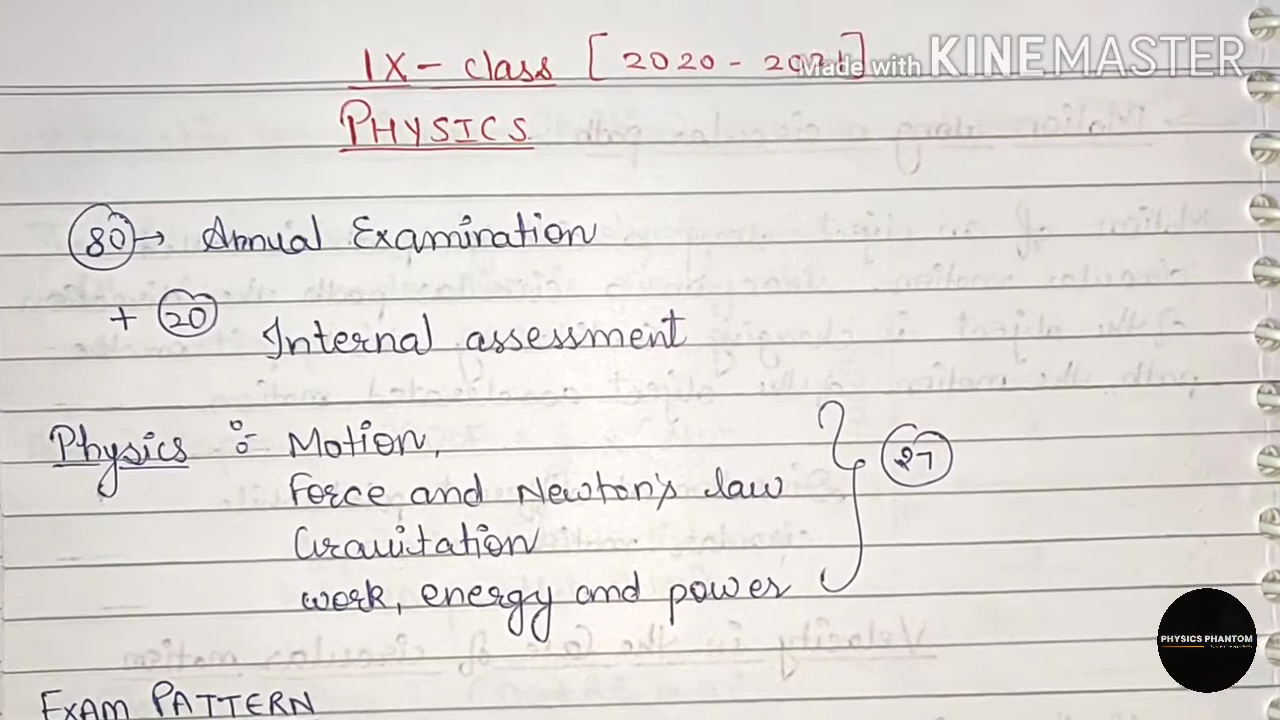 IX - class [2020 - 2021]
Made with KINEMASTER
PHYSICS
80 → Annual Examination
+ 20 Internal assessment
Physics : Motion,
Force and Newton's law
27
Gravitation
work, energy and power
PHYSICS PHANTOM
EXAM PATTERN